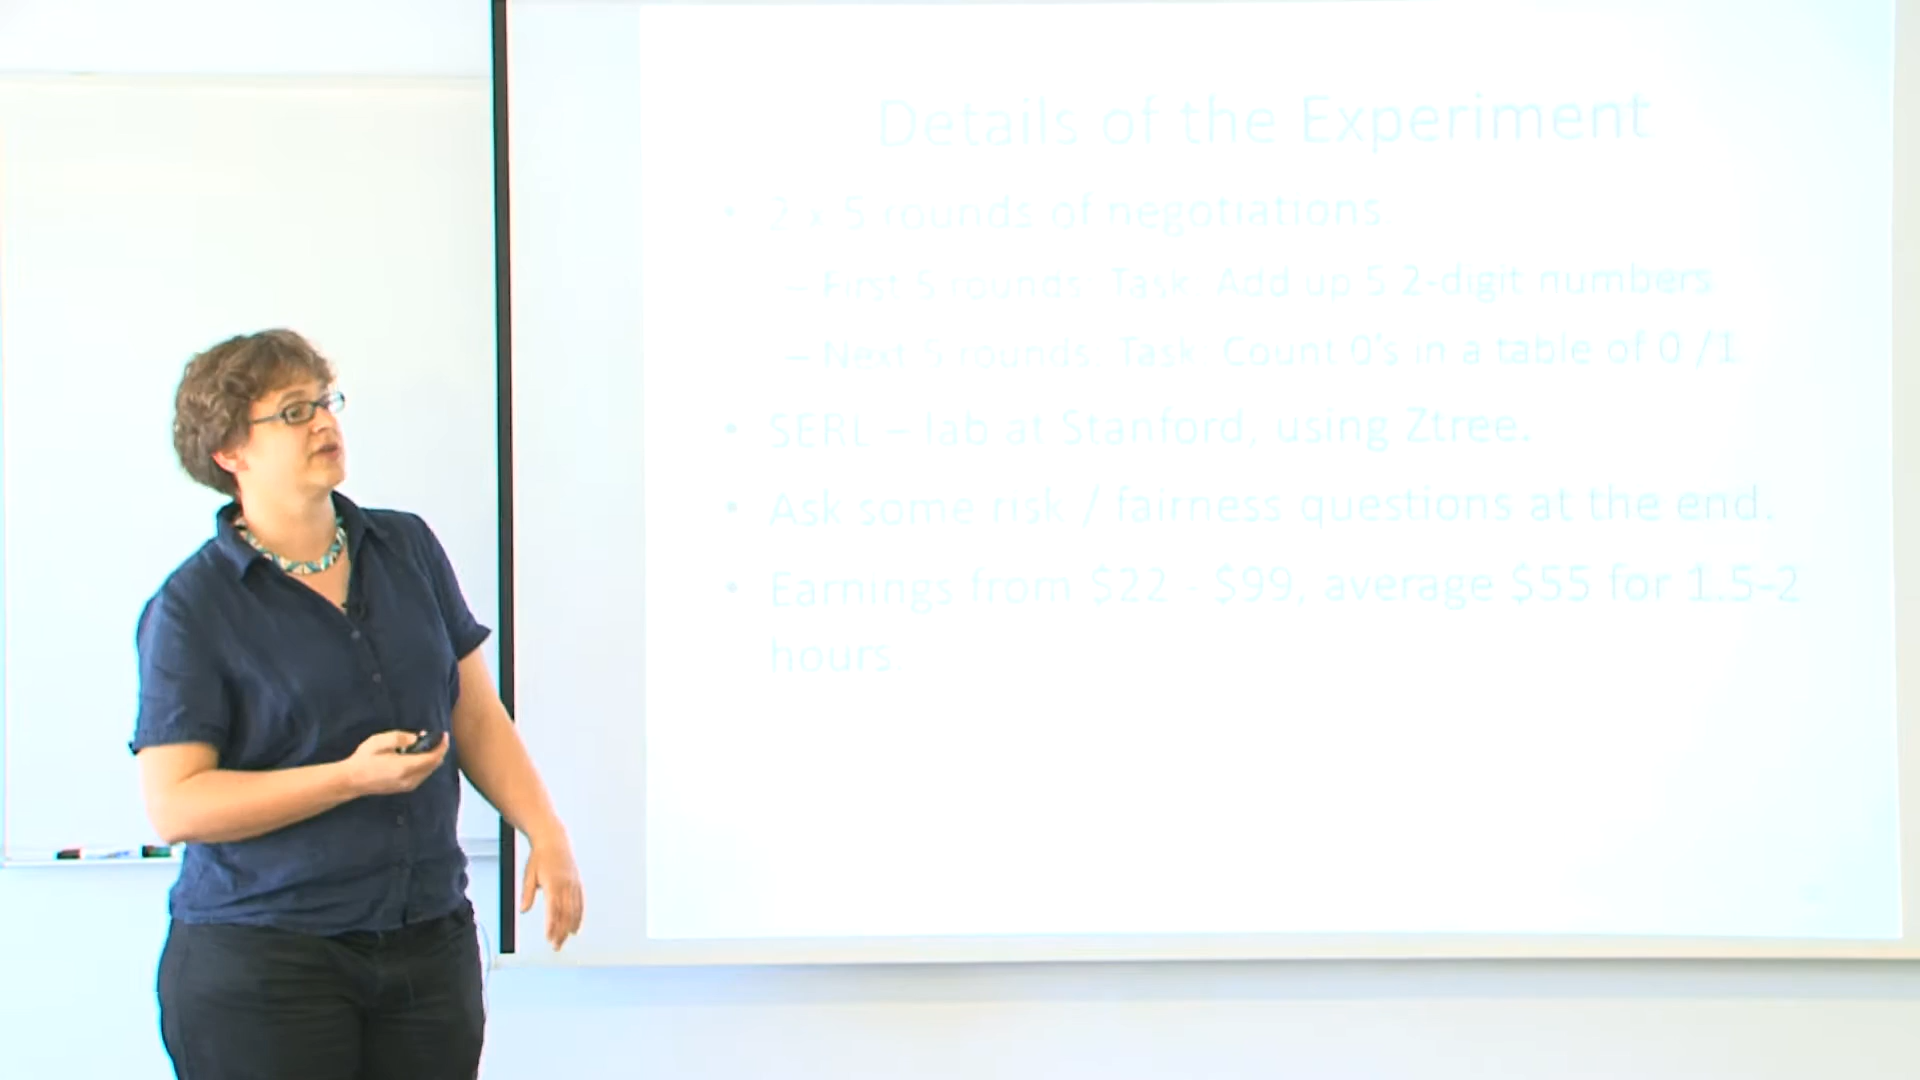 Details of the Experiment
• 2 x 5 rounds of negotiations.
– First 5 rounds. Task: Add up 5 2-digit numbers
– Next 5 rounds. Task: Count 0's in a table of 0 /1
• SERL – lab at Stanford, using Ztree.
• Ask some risk / fairness questions at the end.
• Earnings from $22 - $99, average $55 for 1.5-2
hours.